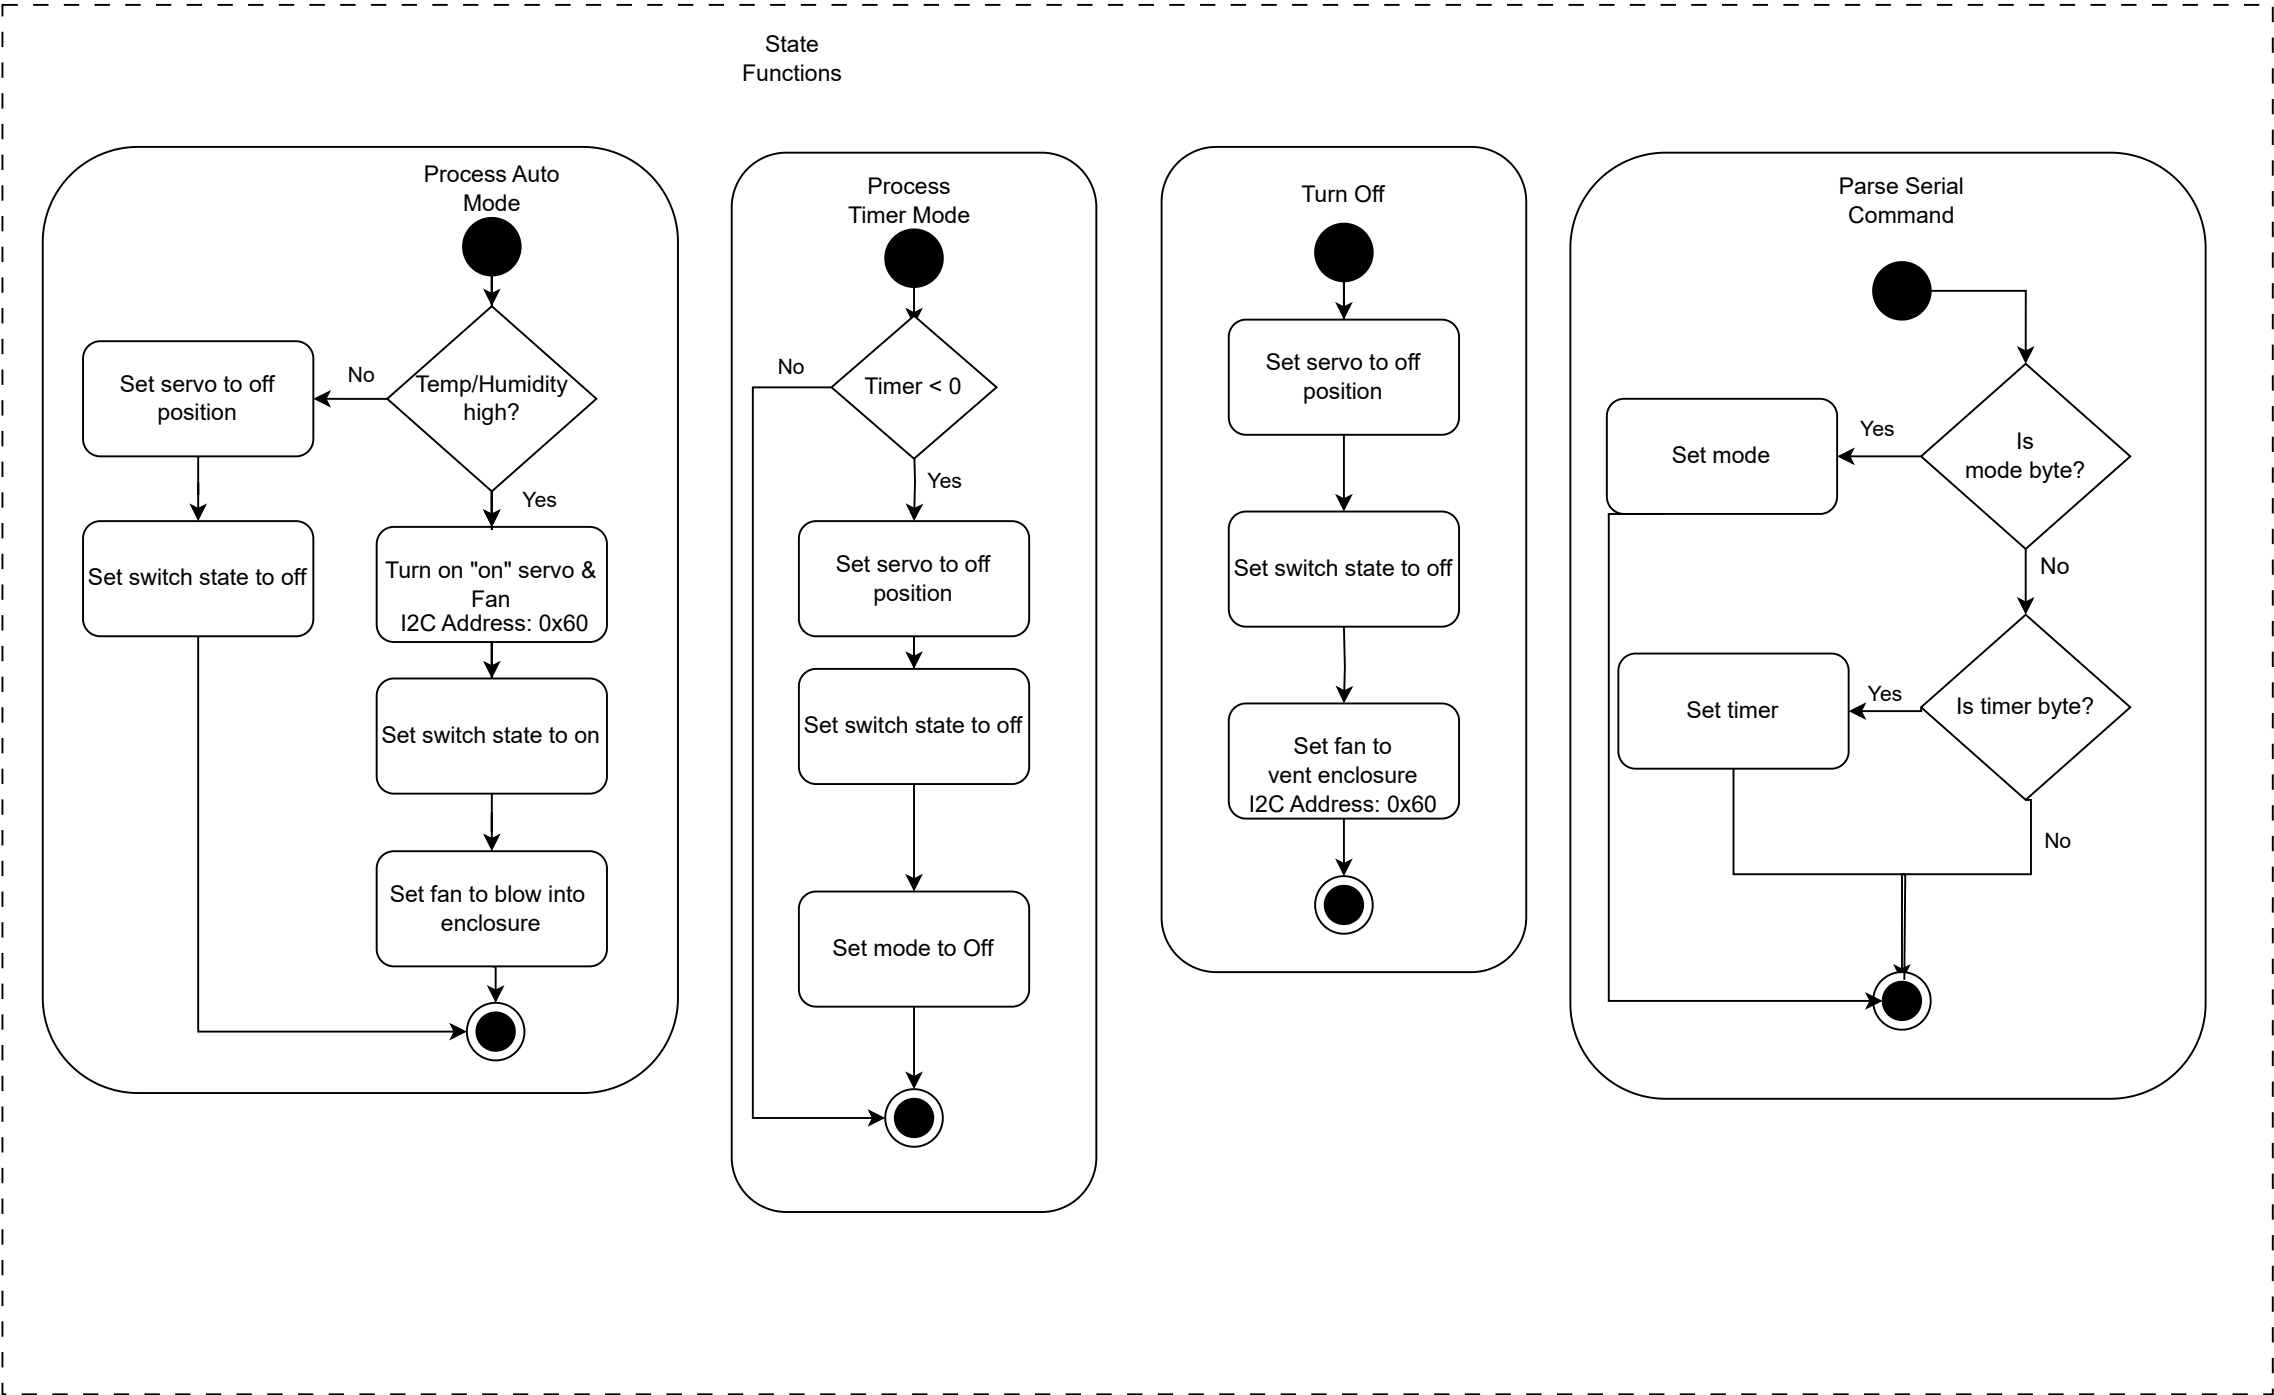 State
Functions
Process Auto
Mode
Temp/Humidity
high?
No
Set servo to off
position
Yes
Set switch state to off
Turn on "on" servo &
Fan
I2C Address: 0x60
Set switch state to on
Set fan to blow into
enclosure
Process
Timer Mode
Timer < 0
No
Yes
Set servo to off
position
Set switch state to off
Set mode to Off
Turn Off
Set servo to off
position
Set switch state to off
Set fan to
vent enclosure
I2C Address: 0x60
Parse Serial
Command
Is
mode byte?
Yes
Set mode
No
Is timer byte?
Yes
Set timer
No